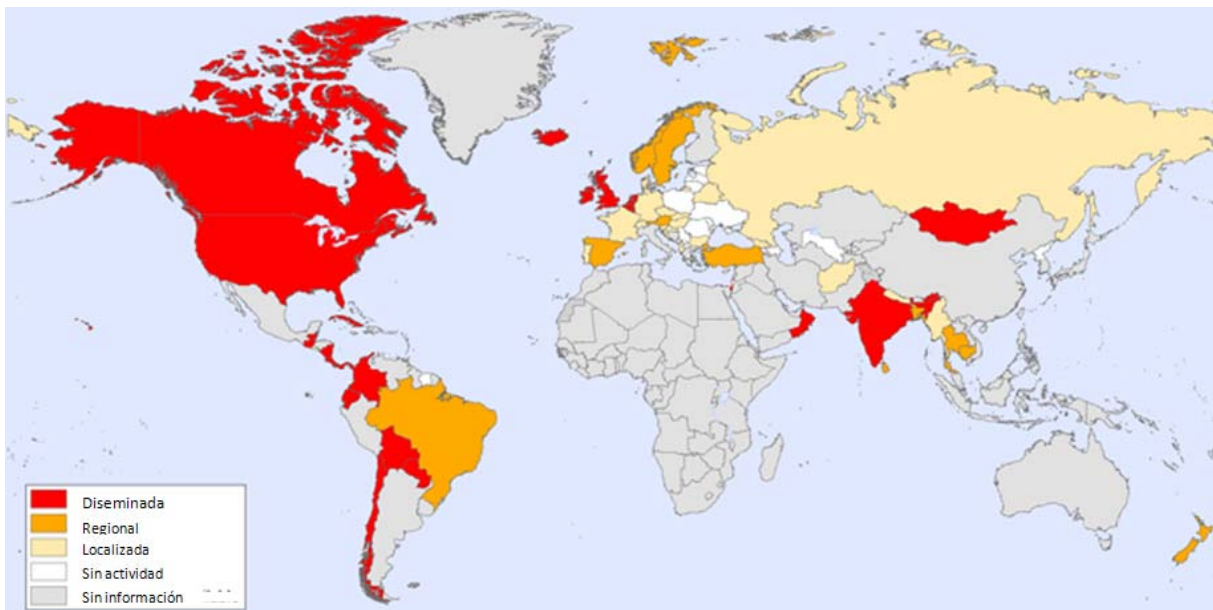 Diseminada
Regional
Localizada
Sin actividad
Sin información